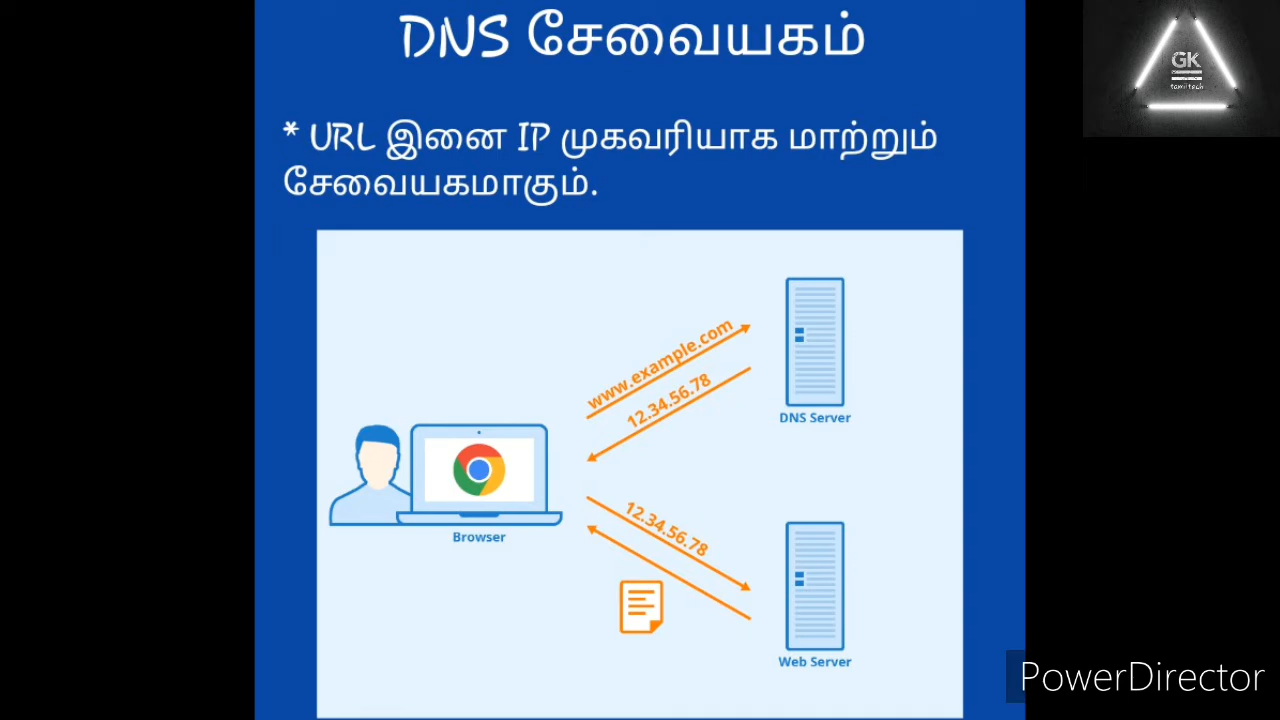 DNS சேவையகம்
GK
tamiltech
* URL இனை IP முகவரியாக மாற்றும்
சேவையகமாகும்.
www.example.com
12.34.56.78
DNS Server
Browser
12.34.56.78
Web Server
PowerDirector